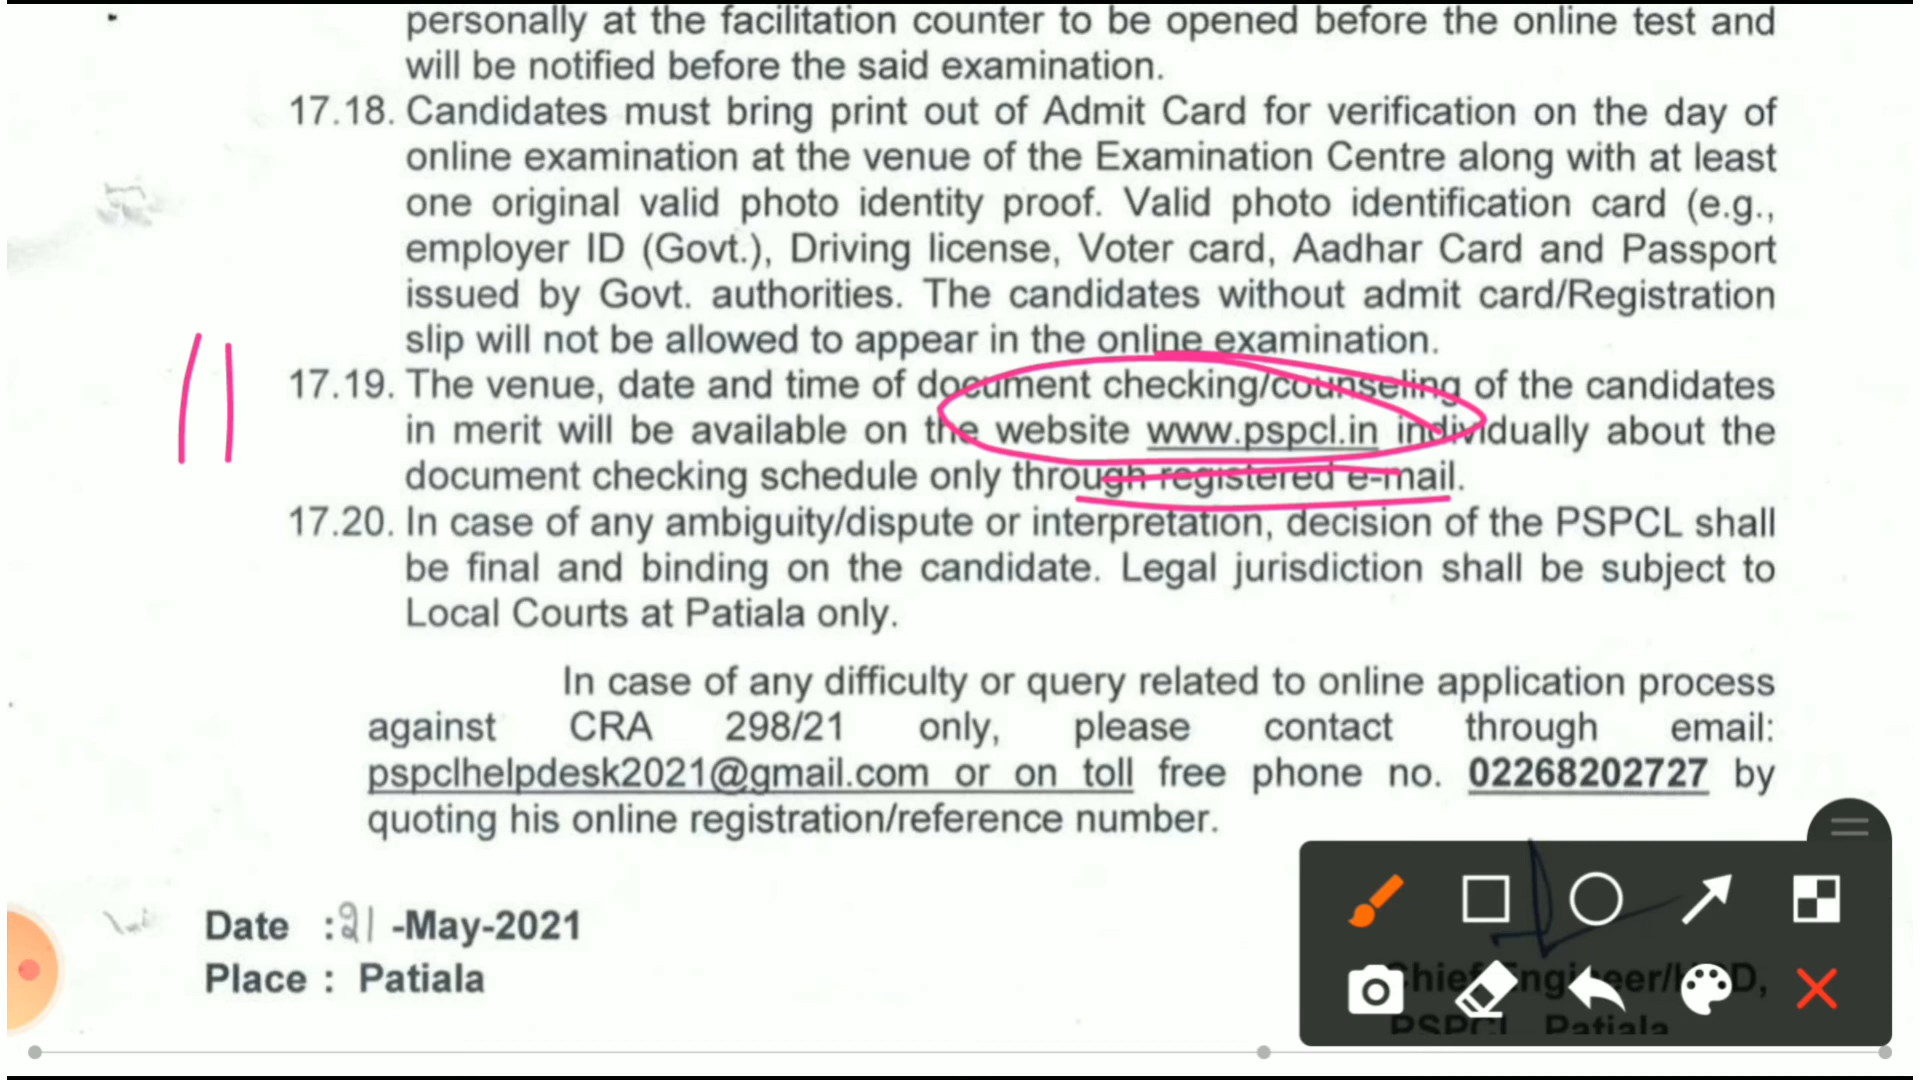 personally at the facilitation counter to be opened before the online test and
will be notified before the said examination.
17.18. Candidates must bring print out of Admit Card for verification on the day of
online examination at the venue of the Examination Centre along with at least
one original valid photo identity proof. Valid photo identification card (e.g.,
employer ID (Govt.), Driving license, Voter card, Aadhar Card and Passport
issued by Govt. authorities. The candidates without admit card/Registration
slip will not be allowed to appear in the online examination.
17.19. The venue, date and time of document checking/counseling of the candidates
in merit will be available on the website www.pspcl.in individually about the
document checking schedule only through registered e-mail.
17.20. In case of any ambiguity/dispute or interpretation, decision of the PSPCL shall
be final and binding on the candidate. Legal jurisdiction shall be subject to
Local Courts at Patiala only.
In case of any difficulty or query related to online application process
against CRA 298/21 only, please contact through email:
pspclhelpdesk2021@gmail.com or on toll free phone no. 02268202727 by
quoting his online registration/reference number.
Date :21 -May-2021
Place : Patiala
Chief Engineer/
PSPCL, Patiala